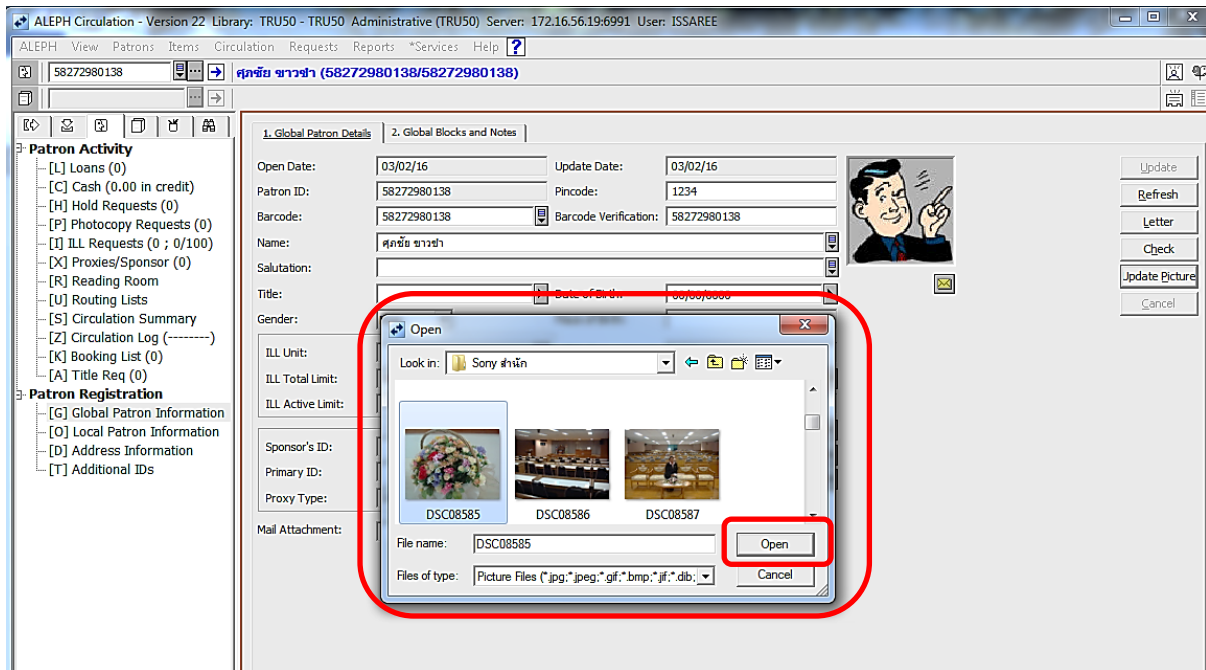 ALEPH Circulation - Version 22 Library: TRU50 - TRU50 Administrative (TRU50) Server: 172.16.56.19:6991 User: ISSAREE
ALEPH View Patrons Items Circulation Requests Reports *Services Help ?
58272980138 ศุภชัย ขาวขำ (58272980138/58272980138)
1. Global Patron Details 2. Global Blocks and Notes
Patron Activity
[L] Loans (0)
[C] Cash (0.00 in credit)
[H] Hold Requests (0)
[P] Photocopy Requests (0)
[I] ILL Requests (0 ; 0/100)
[X] Proxies/Sponsor (0)
[R] Reading Room
[U] Routing Lists
[S] Circulation Summary
[Z] Circulation Log (--------)
[K] Booking List (0)
[A] Title Req (0)
Patron Registration
[G] Global Patron Information
[O] Local Patron Information
[D] Address Information
[T] Additional IDs
Open Date: 03/02/16 Update Date: 03/02/16
Patron ID: 58272980138 Pincode: 1234
Barcode: 58272980138 Barcode Verification: 58272980138
Name: ศุภชัย ขาวขำ
Salutation:
Title: Date of Birth: 00/00/0000
Gender:
ILL Unit:
ILL Total Limit:
ILL Active Limit:
Sponsor's ID:
Primary ID:
Proxy Type:
Mail Attachment:
Update
Refresh
Letter
Check
Update Picture
Cancel
Open
Look in: Sony สำนัก
DSC08585 DSC08586 DSC08587
File name: DSC08585 Open
Files of type: Picture Files (*.jpg;*.jpeg;*.gif;*.bmp;*.jif;*.dib; Cancel